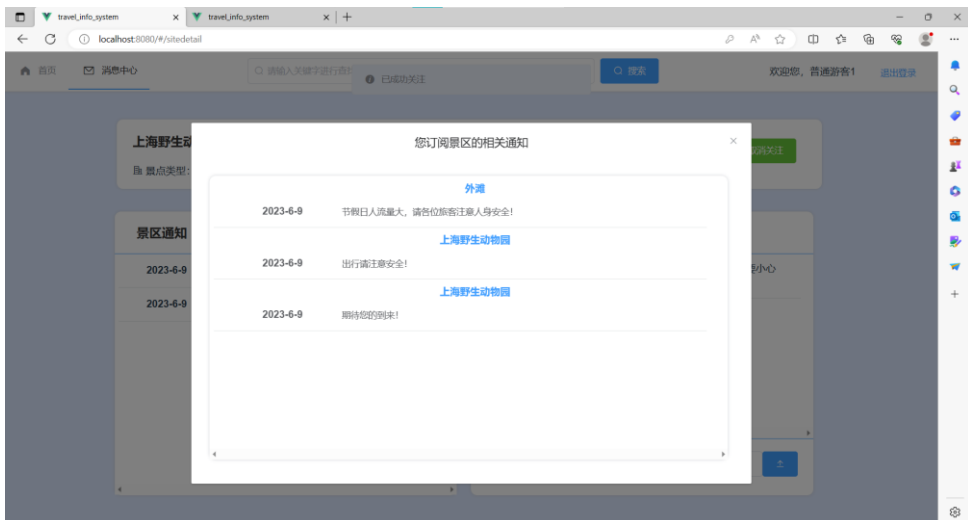 travel_info_system
travel_info_system
localhost:8080/#/sitedetail
首页
消息中心
请输入关键字进行查
已成功关注
搜索
欢迎您，普通游客1
退出登录
上海野生动
景点类型:
取消关注
您订阅景区的相关通知
外滩
2023-6-9 节假日人流量大，请各位旅客注意人身安全!
上海野生动物园
2023-6-9 出行请注意安全!
上海野生动物园
2023-6-9 期待您的到来!
景区通知
2023-6-9
2023-6-9
要小心